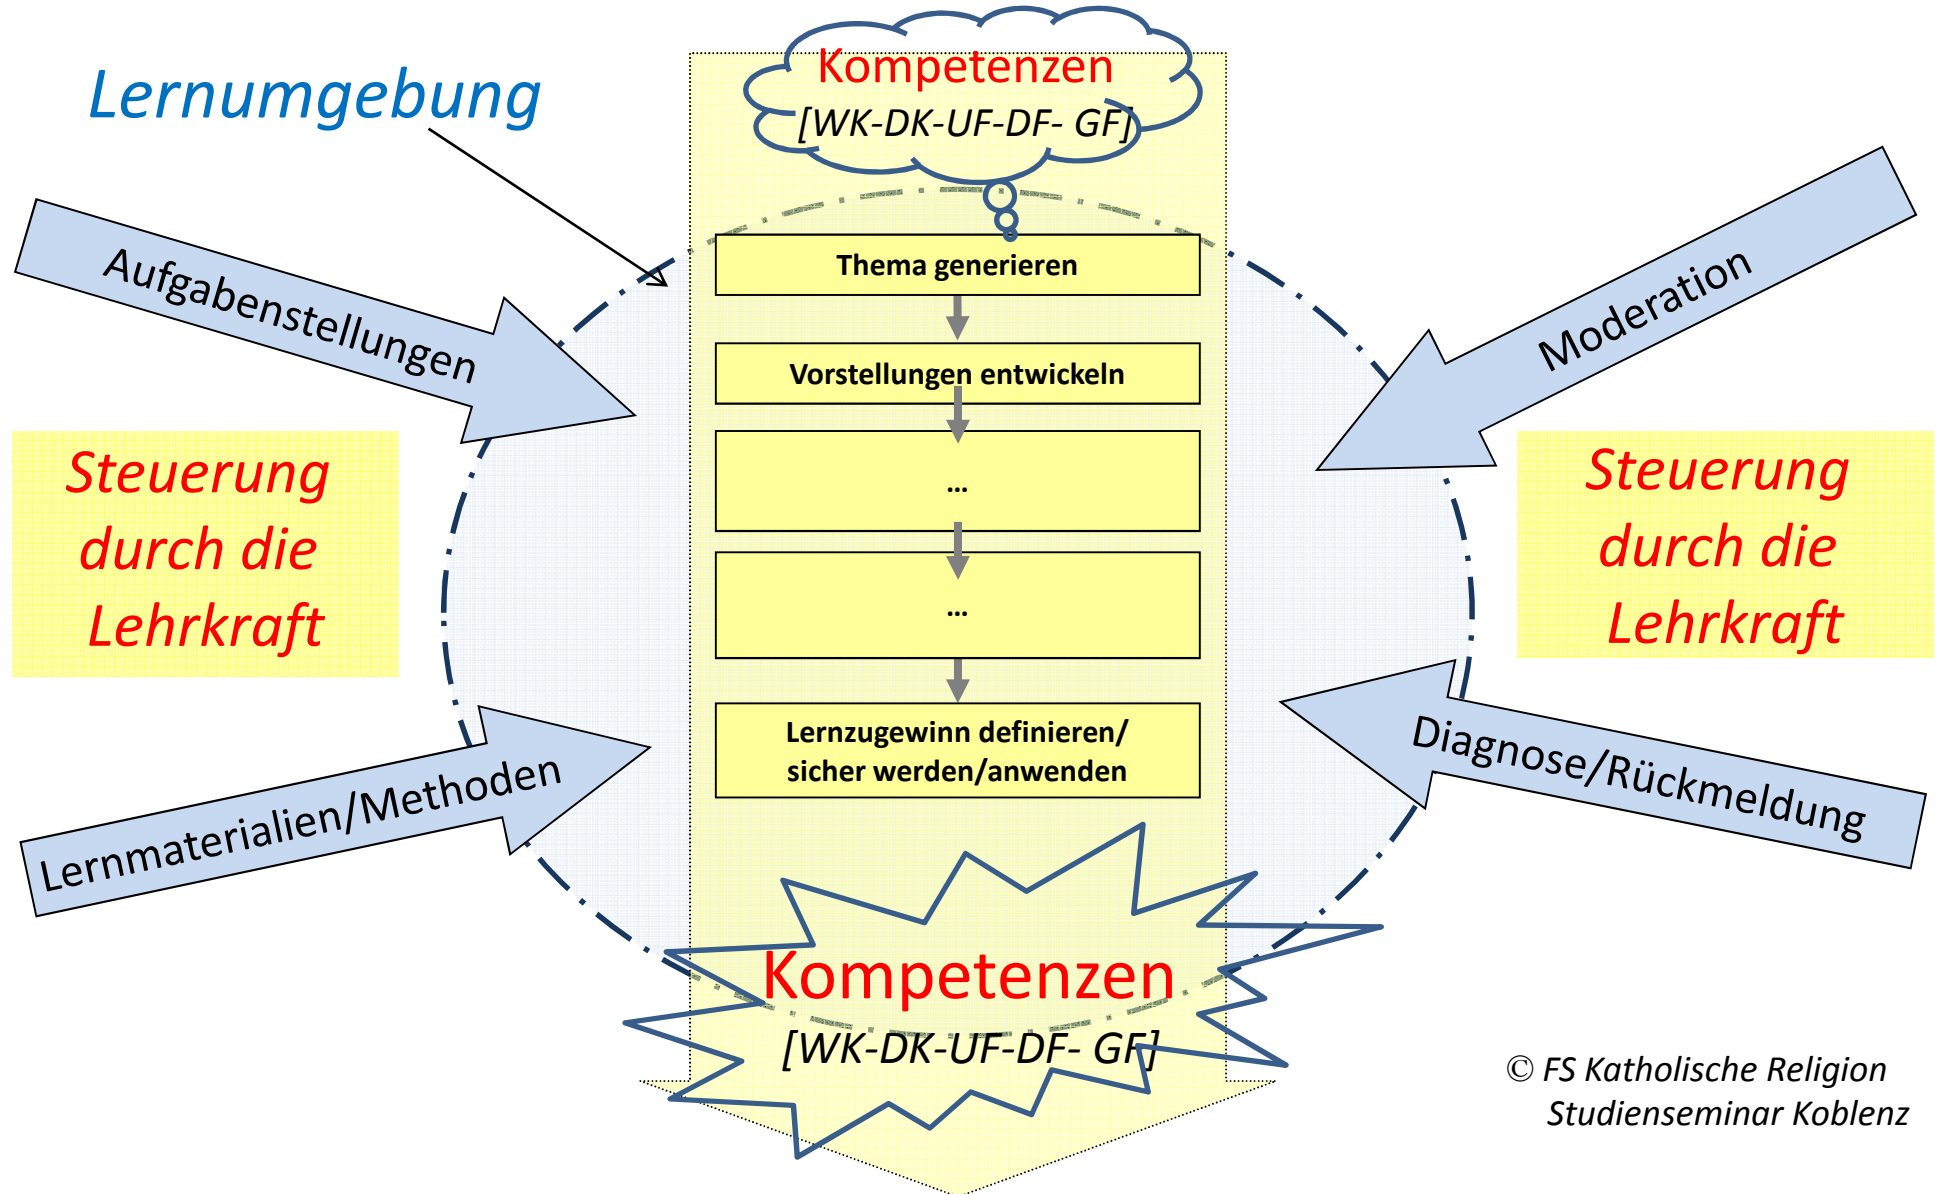 Kompetenzen
[WK-DK-UF-DF- GF]
Lernumgebung
Aufgabenstellungen
Moderation
Thema generieren
Vorstellungen entwickeln
...
...
Lernzugewinn definieren/
sicher werden/anwenden
Steuerung
durch die
Lehrkraft
Steuerung
durch die
Lehrkraft
Lernmaterialien/Methoden
Diagnose/Rückmeldung
Kompetenzen
[WK-DK-UF-DF- GF]
© FS Katholische Religion
Studienseminar Koblenz